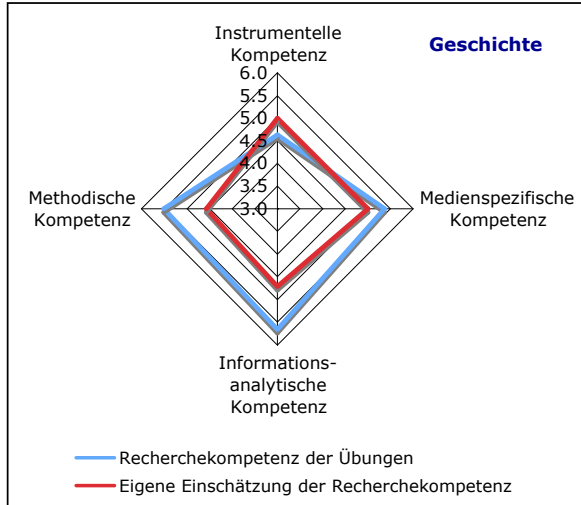 Instrumentelle
Kompetenz
Geschichte
6.0
5.5
5.0
4.5
4.0
3.5
3.0
Methodische
Kompetenz
Medienspezifische
Kompetenz
Informations-
analytische
Kompetenz
Recherchekompetenz der Übungen
Eigene Einschätzung der Recherchekompetenz